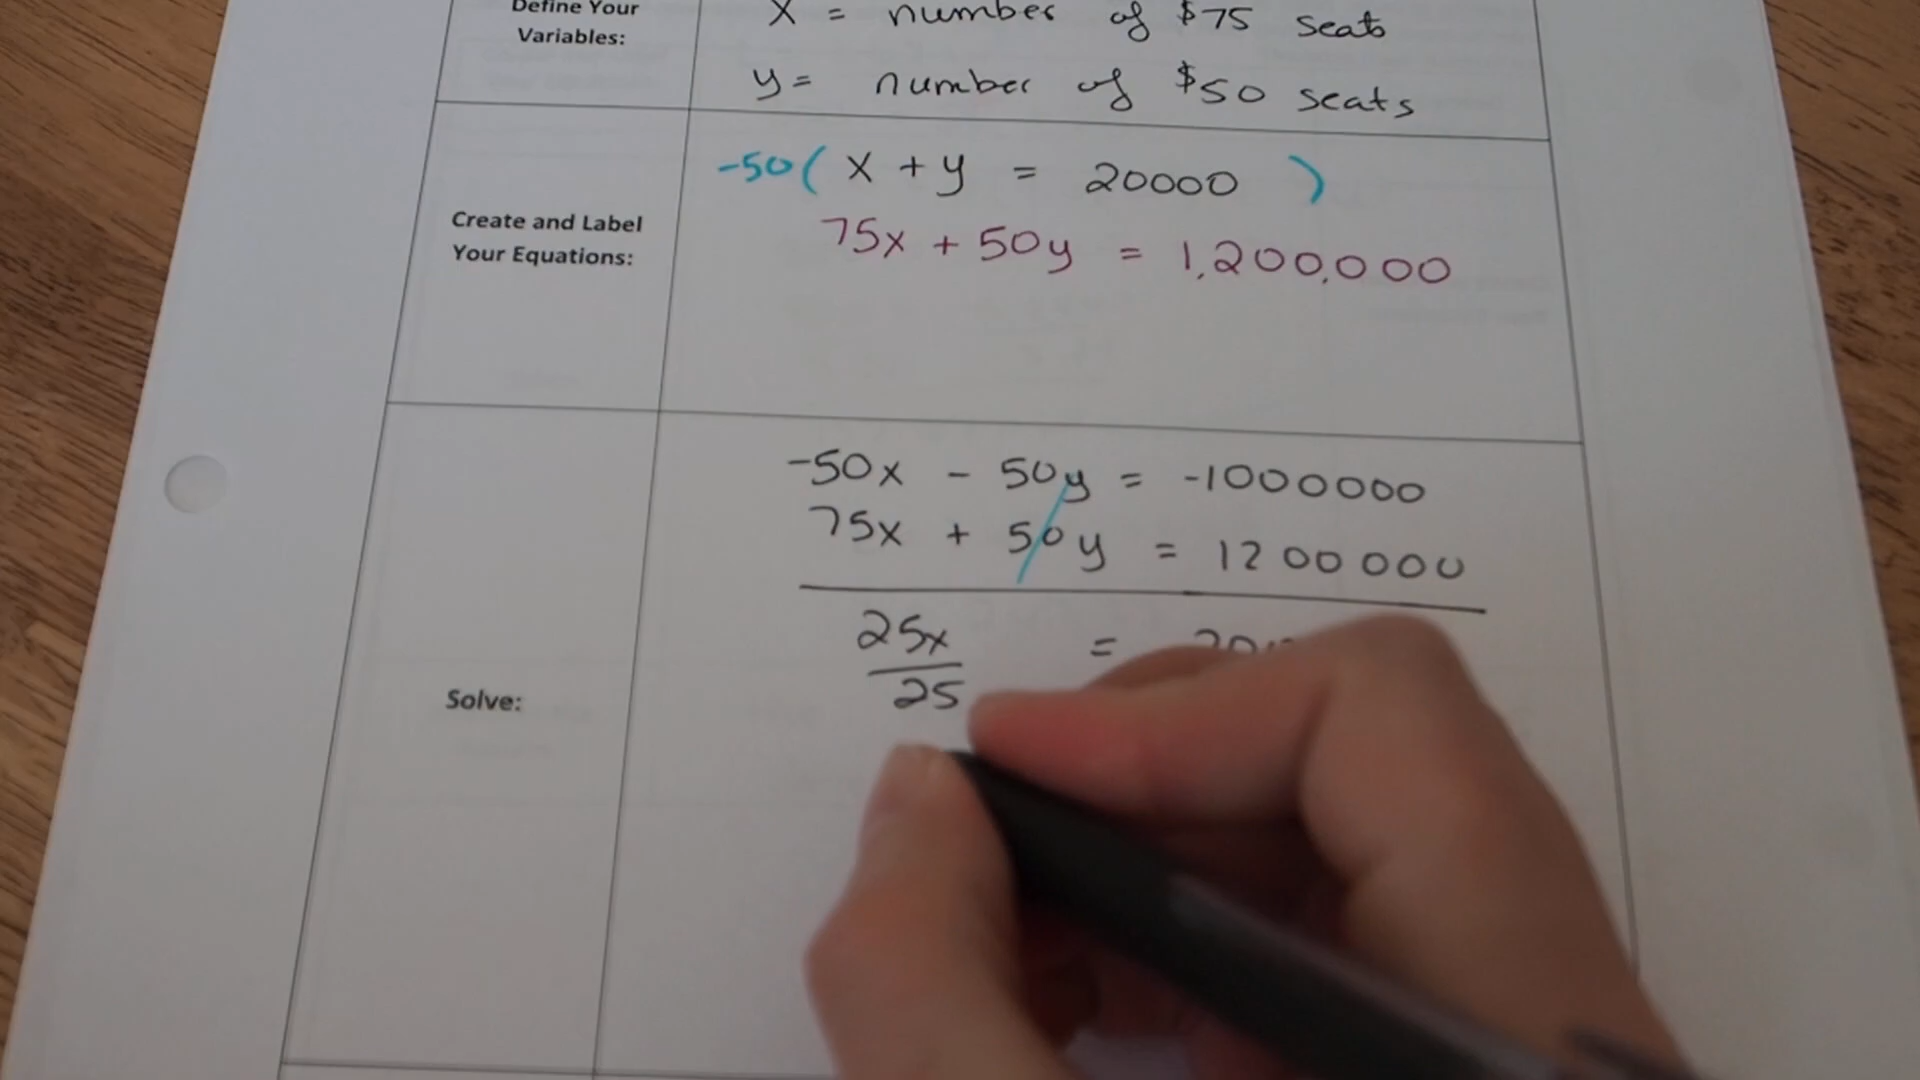 Define Your
Variables:
x = number of $75 seats
y = number of $50 seats
Create and Label
Your Equations:
-50( x + y = 20000 )
75x + 50y = 1,200,000
Solve:
-50x - 50y = -1000000
75x + 50y = 1200000
25x =
25